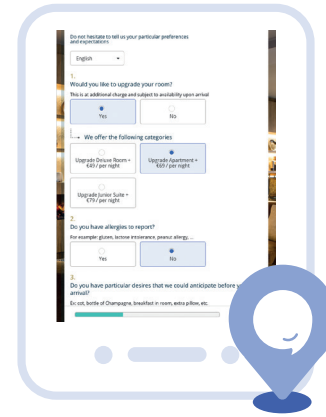 Do not hesitate to tell us your particular preferences
and expectations
English
1.
Would you like to upgrade your room?
This is at additional charge and subject to availability upon arrival
Yes
No
We offer the following categories
Upgrade Deluxe Room +
€49 / per night
Upgrade Apartment +
€69 / per night
Upgrade Junior Suite +
€79 / per night
2.
Do you have allergies to report?
For example: gluten, lactose intolerance, peanut allergy, ...
Yes
No
3.
Do you have particular desires that we could anticipate before
arrival?
Ex: cot, bottle of Champagne, breakfast in room, extra pillow, etc